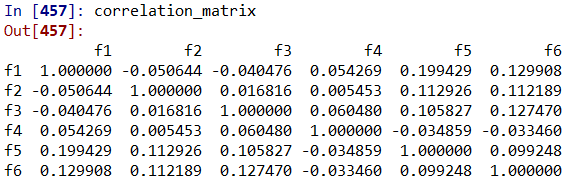 In [457]: correlation_matrix
Out[457]:
f1 f2 f3 f4 f5 f6
f1 1.000000 -0.050644 -0.040476 0.054269 0.199429 0.129908
f2 -0.050644 1.000000 0.016816 0.005453 0.112926 0.112189
f3 -0.040476 0.016816 1.000000 0.060480 0.105827 0.127470
f4 0.054269 0.005453 0.060480 1.000000 -0.034859 -0.033460
f5 0.199429 0.112926 0.105827 -0.034859 1.000000 0.099248
f6 0.129908 0.112189 0.127470 -0.033460 0.099248 1.000000